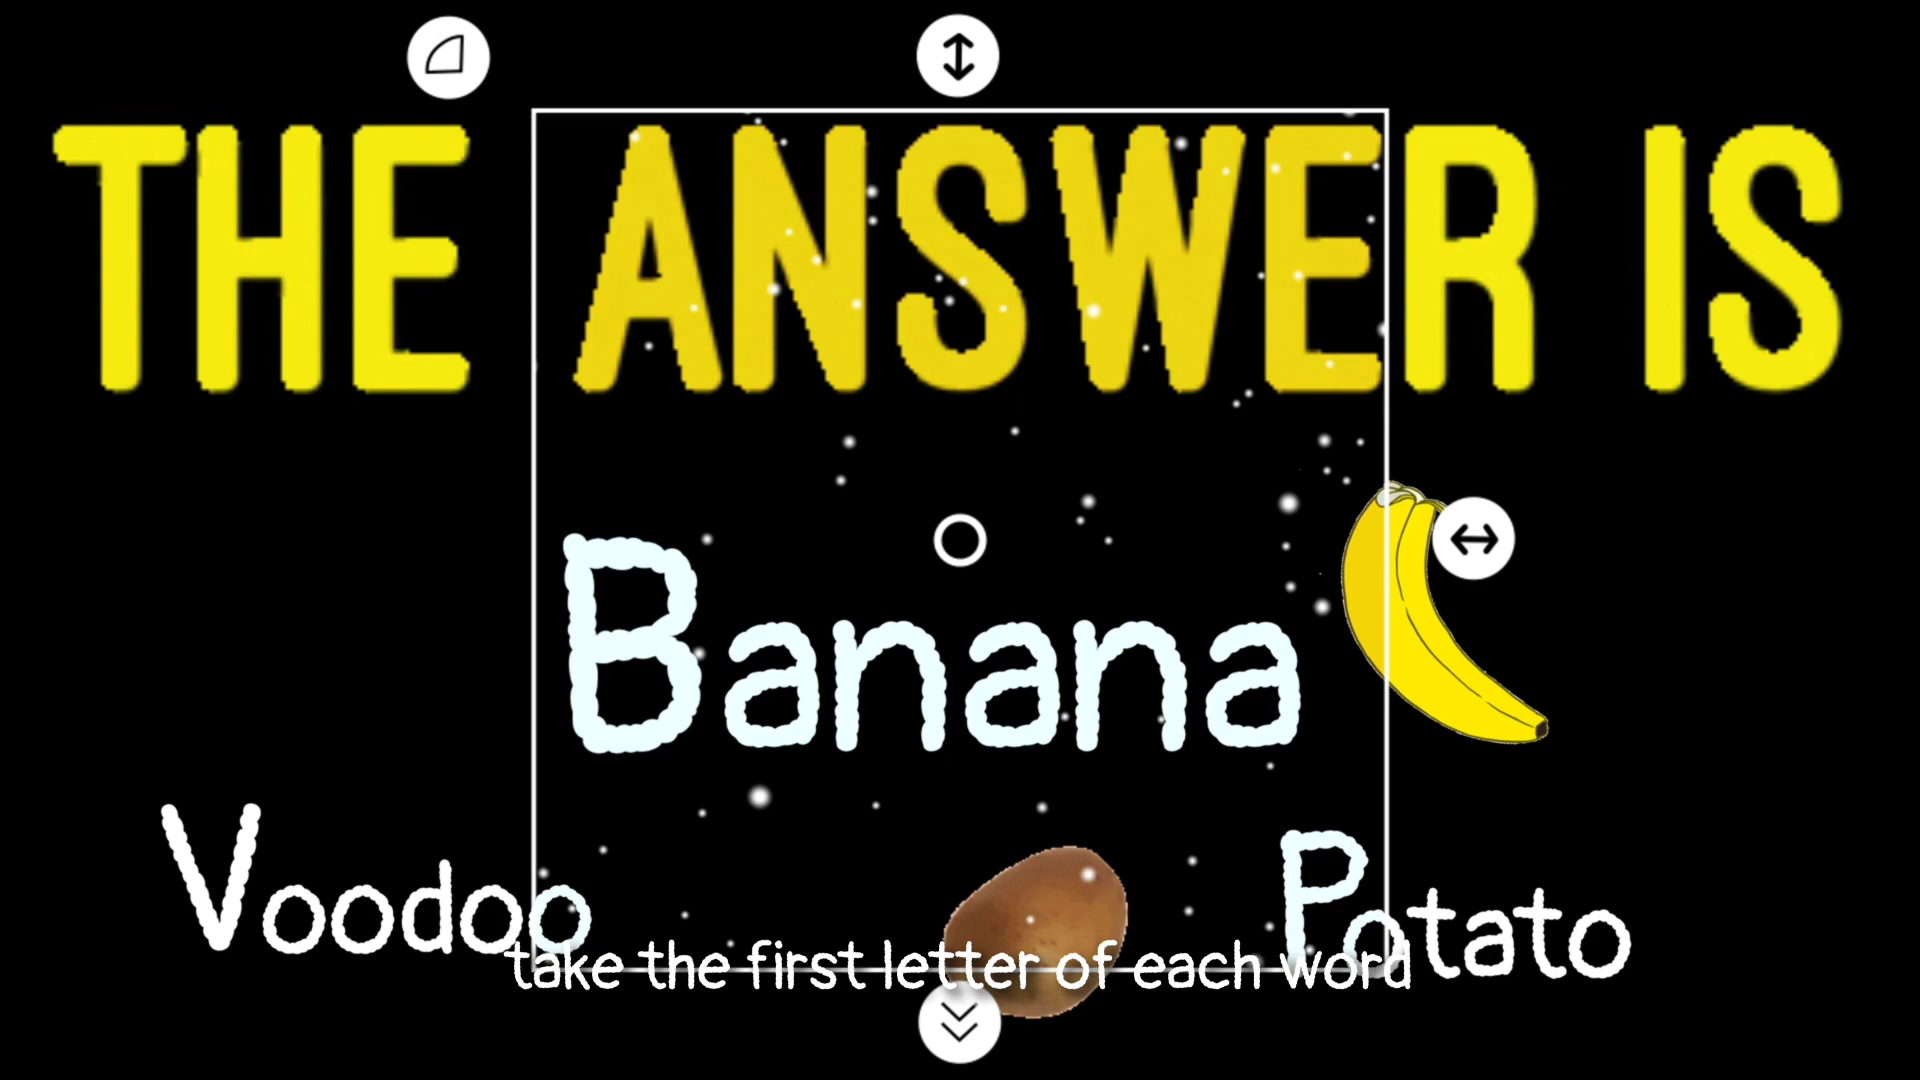 THE ANSWER IS
Banana
Voodoo Potato
take the first letter of each word